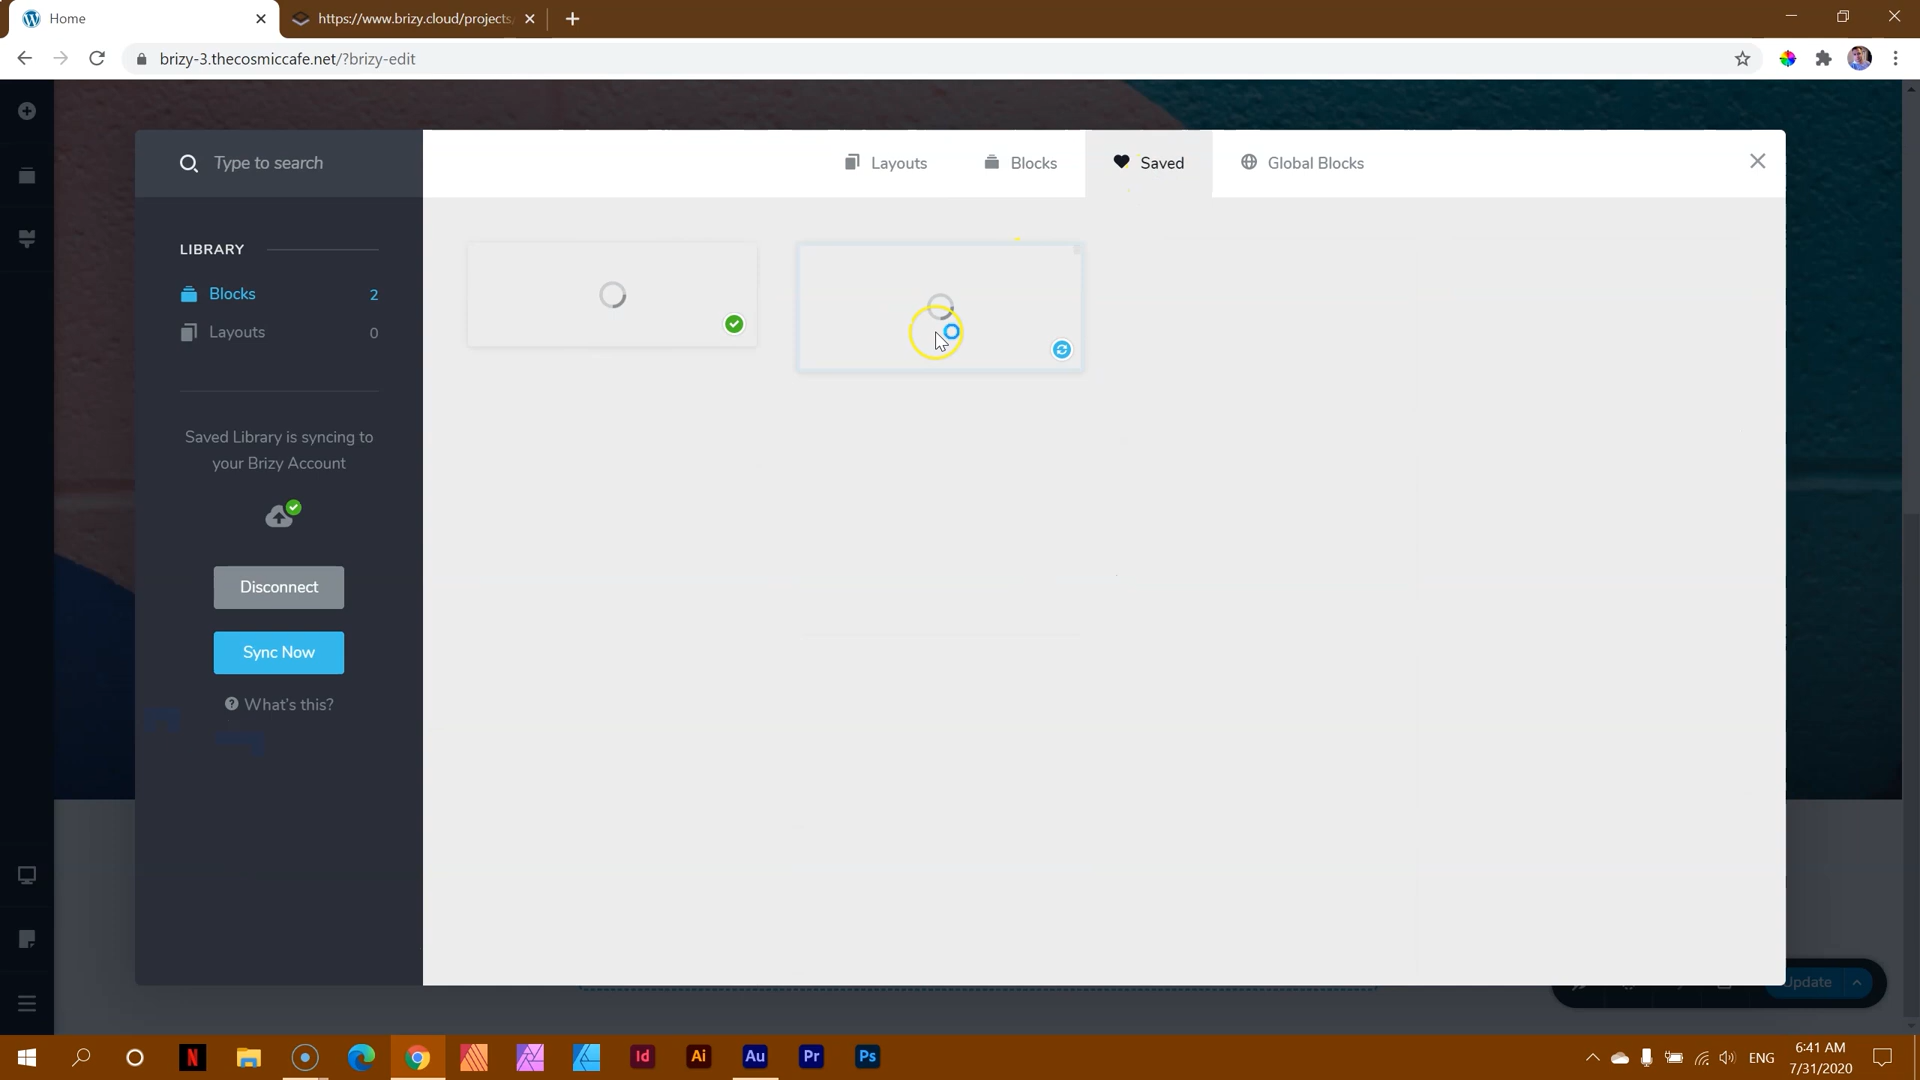 Home
https://www.brizy.cloud/projects/
brizy-3.thecosmiccafe.net/?brizy-edit
Type to search
Layouts
Blocks
Saved
Global Blocks
LIBRARY
Blocks 2
Layouts 0
Saved Library is syncing to
your Brizy Account
Disconnect
Sync Now
? What's this?
Update
N
Id
Ai
Au
Pr
Ps
ENG
6:41 AM
7/31/2020